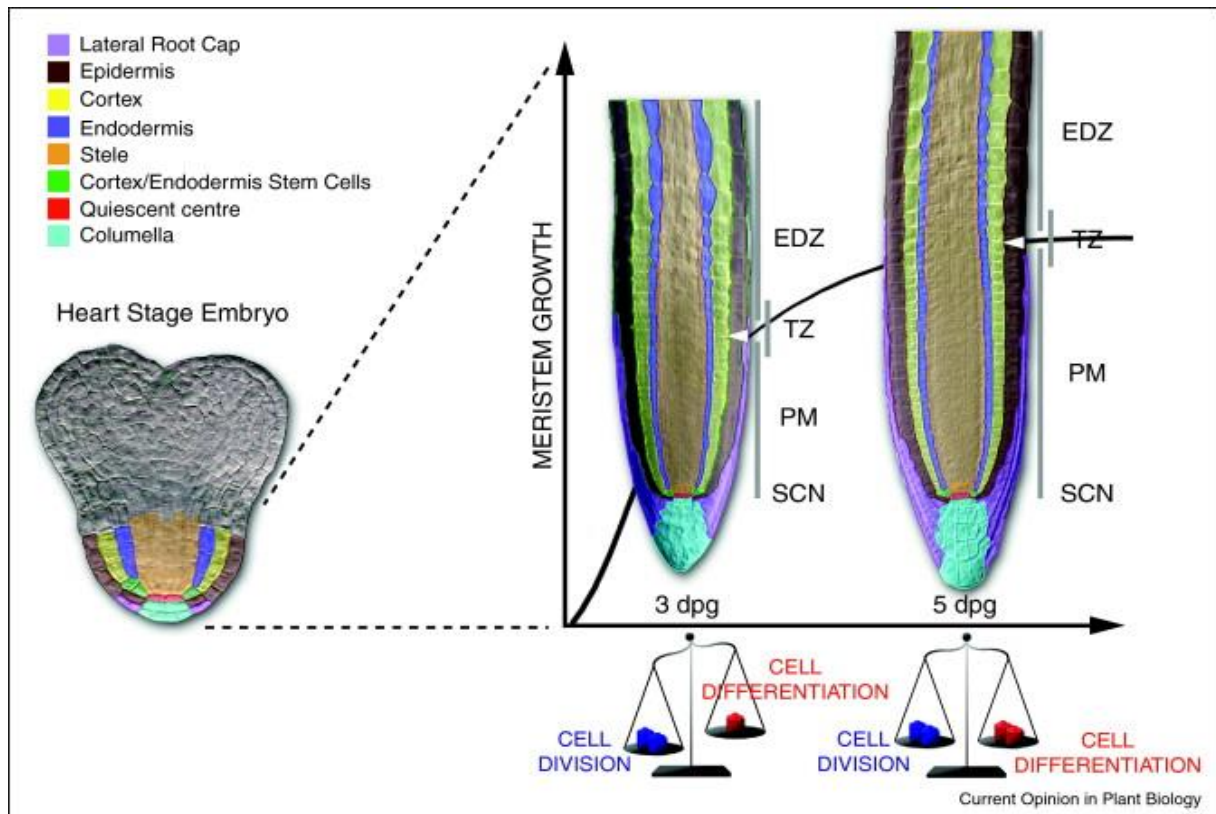 Lateral Root Cap
Epidermis
Cortex
Endodermis
Stele
Cortex/Endodermis Stem Cells
Quiescent centre
Columella
Heart Stage Embryo
MERISTEM GROWTH
EDZ
TZ
PM
SCN
EDZ
TZ
PM
SCN
3 dpg
5 dpg
CELL
DIFFERENTIATION
CELL
DIVISION
CELL
DIVISION
CELL
DIFFERENTIATION
Current Opinion in Plant Biology